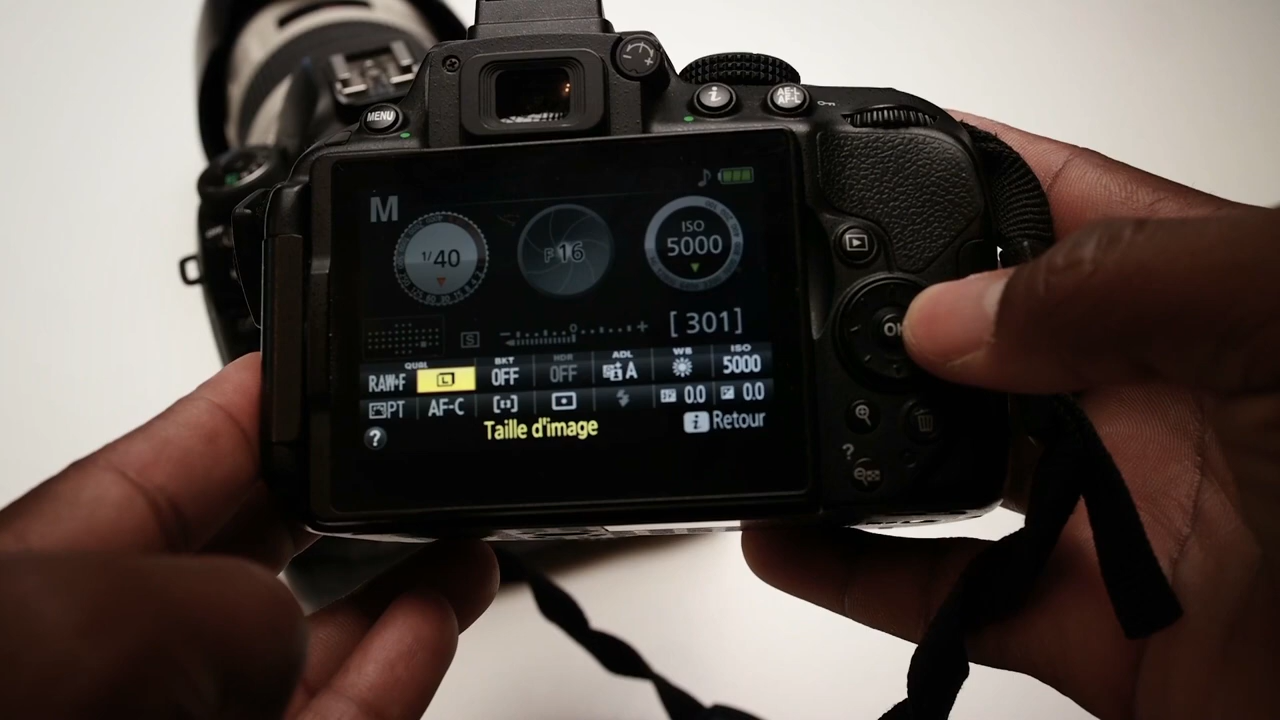 MENU
i
AE-L
AF-L
M
1/40
F16
ISO
5000
S
- 0 +
[301]
QUAL
BKT
HDR
ADL
WB
ISO
RAW+F
L
OFF
OFF
A
5000
PT
AF-C
0.0
0.0
?
Taille d'image
i Retour
OK
?